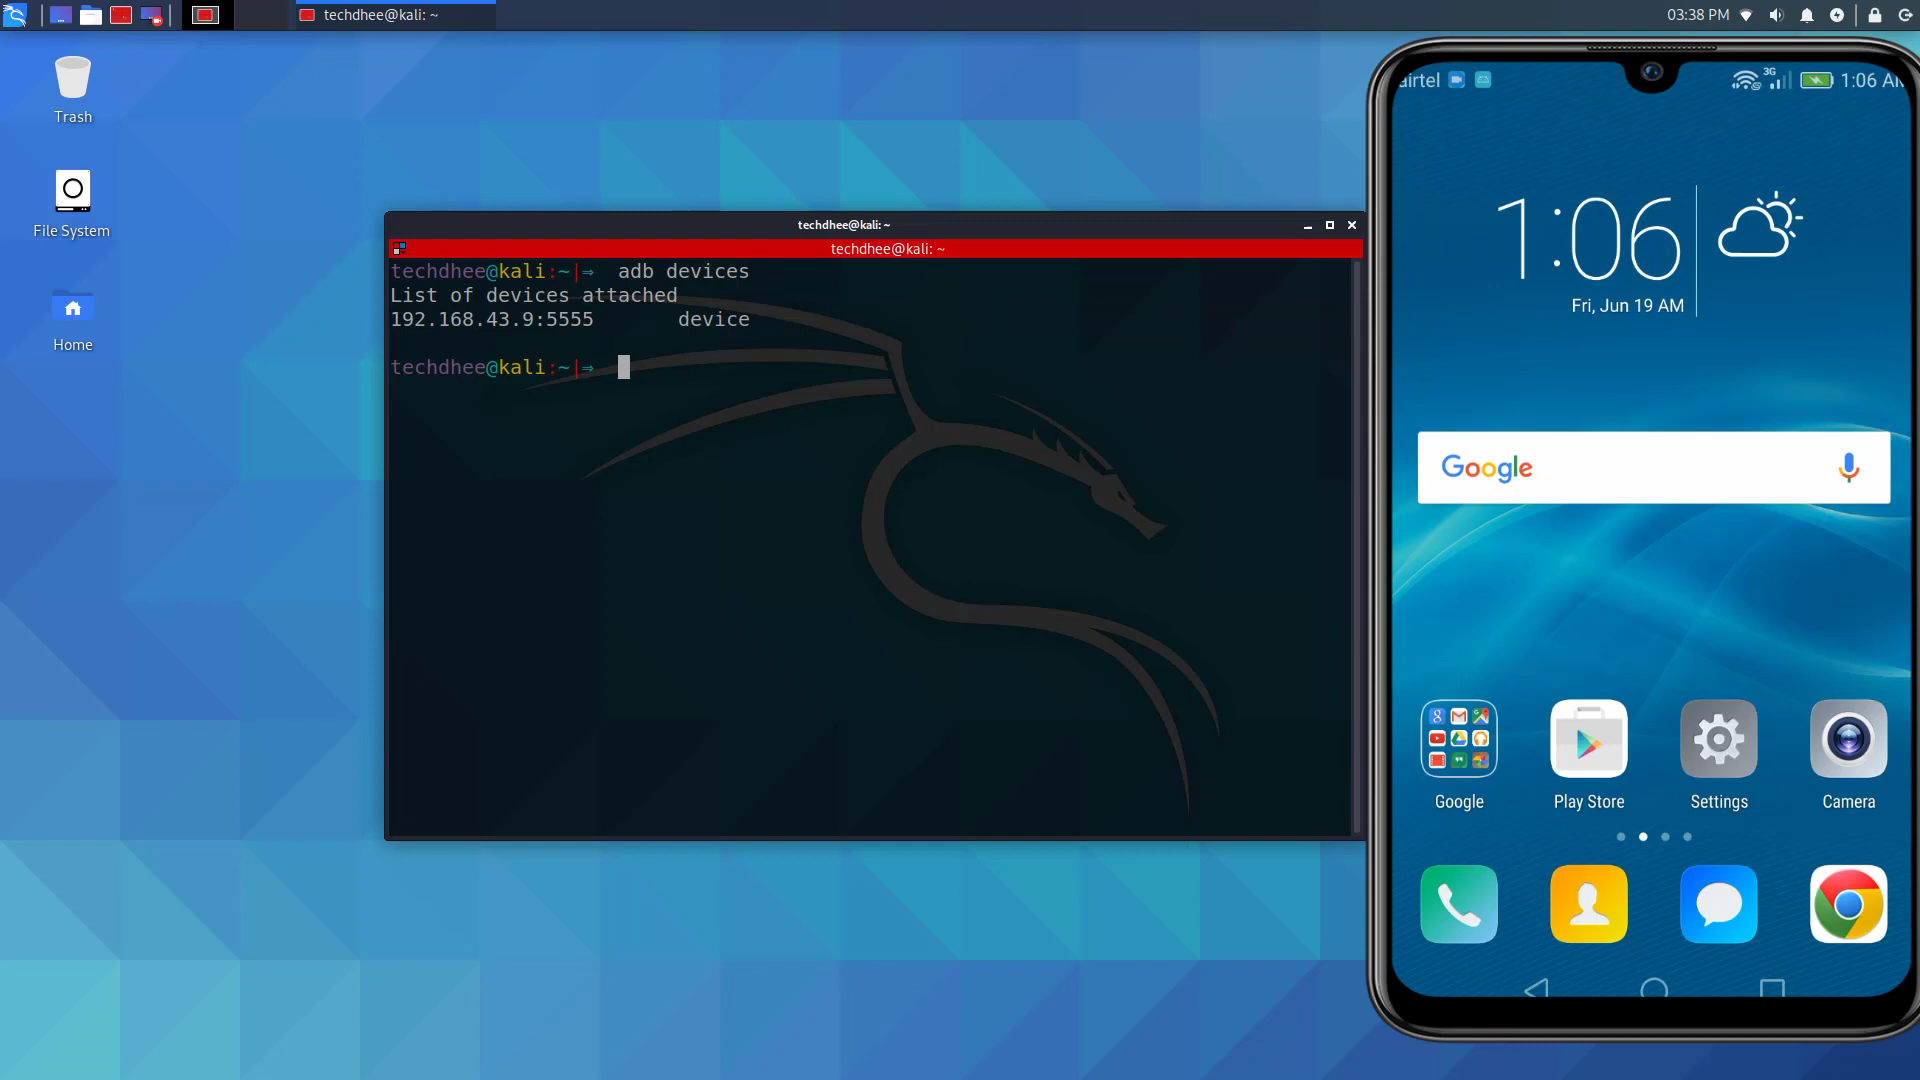 techdhee@kali: ~
03:38 PM
Trash
File System
Home
techdhee@kali: ~
techdhee@kali: ~
techdhee@kali:~|⇒  adb devices
List of devices attached
192.168.43.9:5555       device
techdhee@kali:~|⇒
airtel
3G
1:06 A
1:06
Fri, Jun 19 AM
Google
Google
Play Store
Settings
Camera